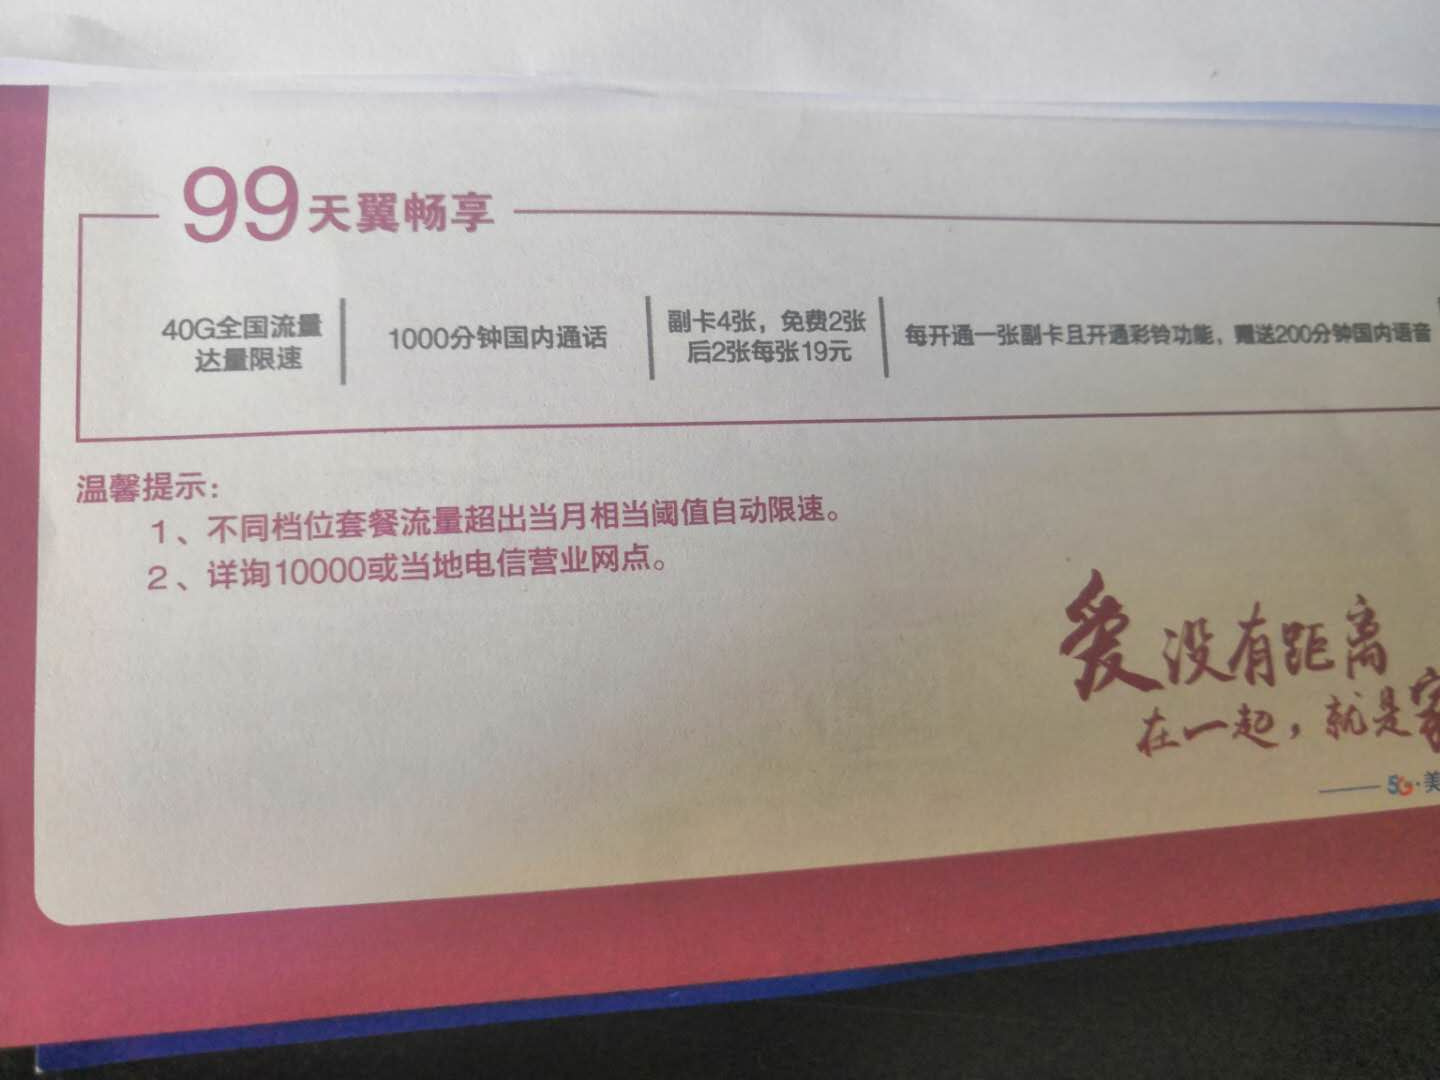 99天翼畅享
40G全国流量
达量限速
1000分钟国内通话
副卡4张，免费2张
后2张每张19元
每开通一张副卡且开通彩铃功能，赠送200分钟国内语音
温馨提示：
1、不同档位套餐流量超出当月相当阈值自动限速。
2、详询10000或当地电信营业网点。
爱没有距离
在一起，就是家
5G·美